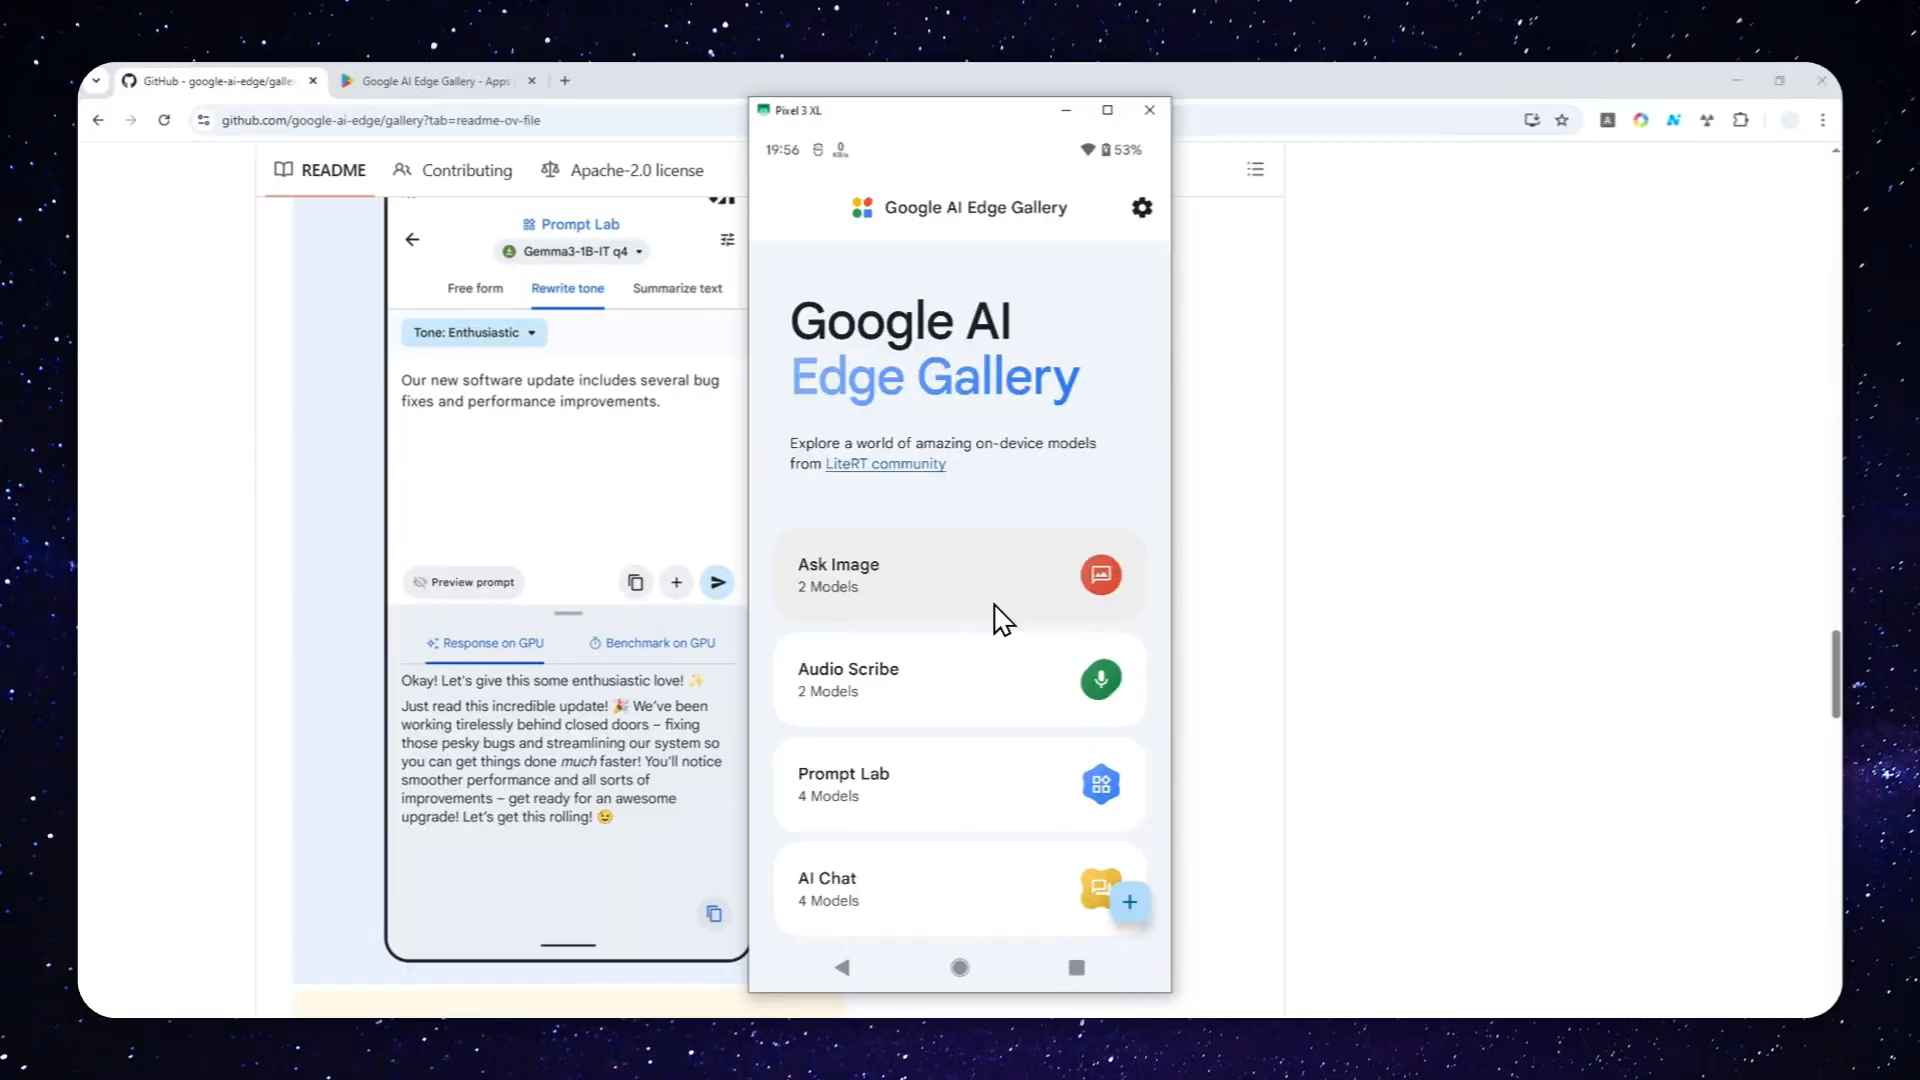 GitHub - google-ai-edge/galle
Google AI Edge Gallery - Apps
github.com/google-ai-edge/gallery?tab=readme-ov-file
README
Contributing
Apache-2.0 license
Prompt Lab
Gemma3-1B-IT q4
Free form
Rewrite tone
Summarize text
Tone: Enthusiastic
Our new software update includes several bug
fixes and performance improvements.
Preview prompt
Response on GPU
Benchmark on GPU
Okay! Let's give this some enthusiastic love! ✨
Just read this incredible update! 🎉 We've been
working tirelessly behind closed doors – fixing
those pesky bugs and streamlining our system so
you can get things done much faster! You'll notice
smoother performance and all sorts of
improvements – get ready for an awesome
upgrade! Let's get this rolling! 😉
Pixel 3 XL
19:56
0
KB/s
53%
Google AI Edge Gallery
Google AI
Edge Gallery
Explore a world of amazing on-device models
from LiteRT community
Ask Image
2 Models
Audio Scribe
2 Models
Prompt Lab
4 Models
AI Chat
4 Models